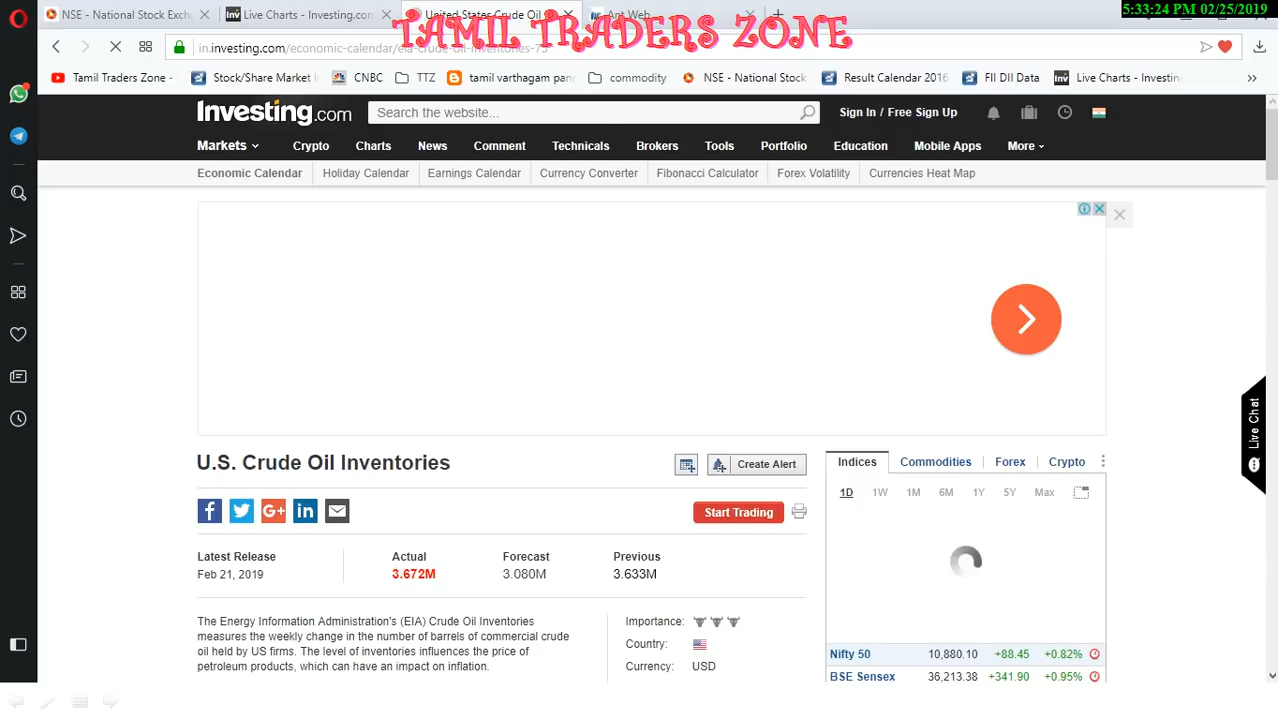 5:33:24 PM 02/25/2019
NSE - National Stock Excha
Live Charts - Investing.com
United States Crude Oil S
Ant Web
TAMIL TRADERS ZONE
in.investing.com/economic-calendar/eia-crude-oil-inventories-75
Tamil Traders Zone -
Stock/Share Market
CNBC
TTZ
tamil varthagam pan
commodity
NSE - National Stock
Result Calendar 2016
FII DII Data
Live Charts - Investin
Investing.com
Search the website...
Sign In / Free Sign Up
Markets
Crypto
Charts
News
Comment
Technicals
Brokers
Tools
Portfolio
Education
Mobile Apps
More
Economic Calendar
Holiday Calendar
Earnings Calendar
Currency Converter
Fibonacci Calculator
Forex Volatility
Currencies Heat Map
Live Chat
U.S. Crude Oil Inventories
Create Alert
Start Trading
Latest Release
Actual
Forecast
Previous
Feb 21, 2019
3.672M
3.080M
3.633M
The Energy Information Administration's (EIA) Crude Oil Inventories
measures the weekly change in the number of barrels of commercial crude
oil held by US firms. The level of inventories influences the price of
petroleum products, which can have an impact on inflation.
Importance:
Country:
Currency: USD
Indices
Commodities
Forex
Crypto
1D 1W 1M 6M 1Y 5Y Max
Nifty 50 10,880.10 +88.45 +0.82%
BSE Sensex 36,213.38 +341.90 +0.95%